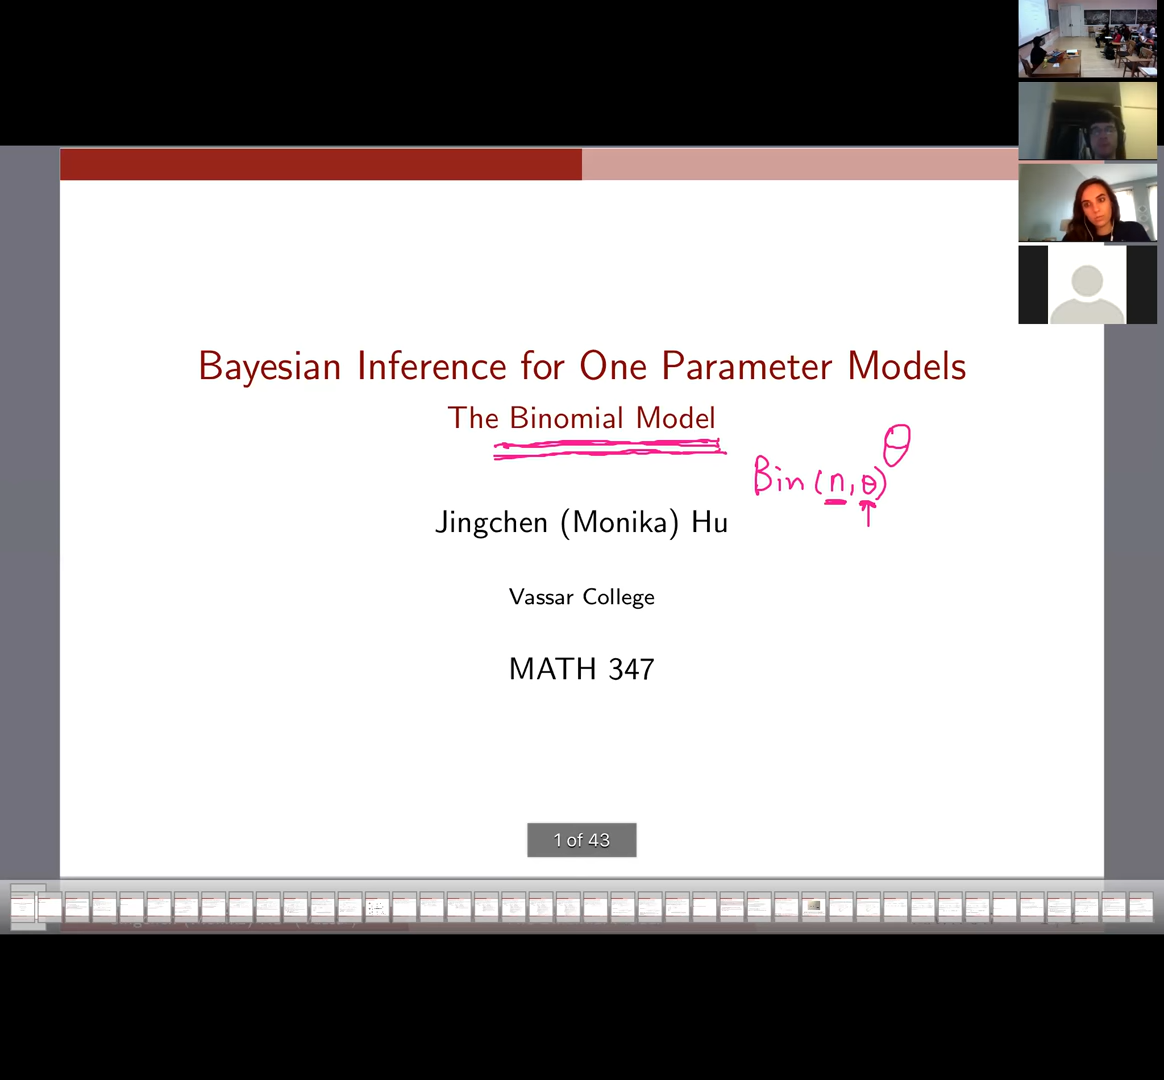 Bayesian Inference for One Parameter Models
The Binomial Model
θ
Bin(n, θ)
Jingchen (Monika) Hu
Vassar College
MATH 347
1 of 43